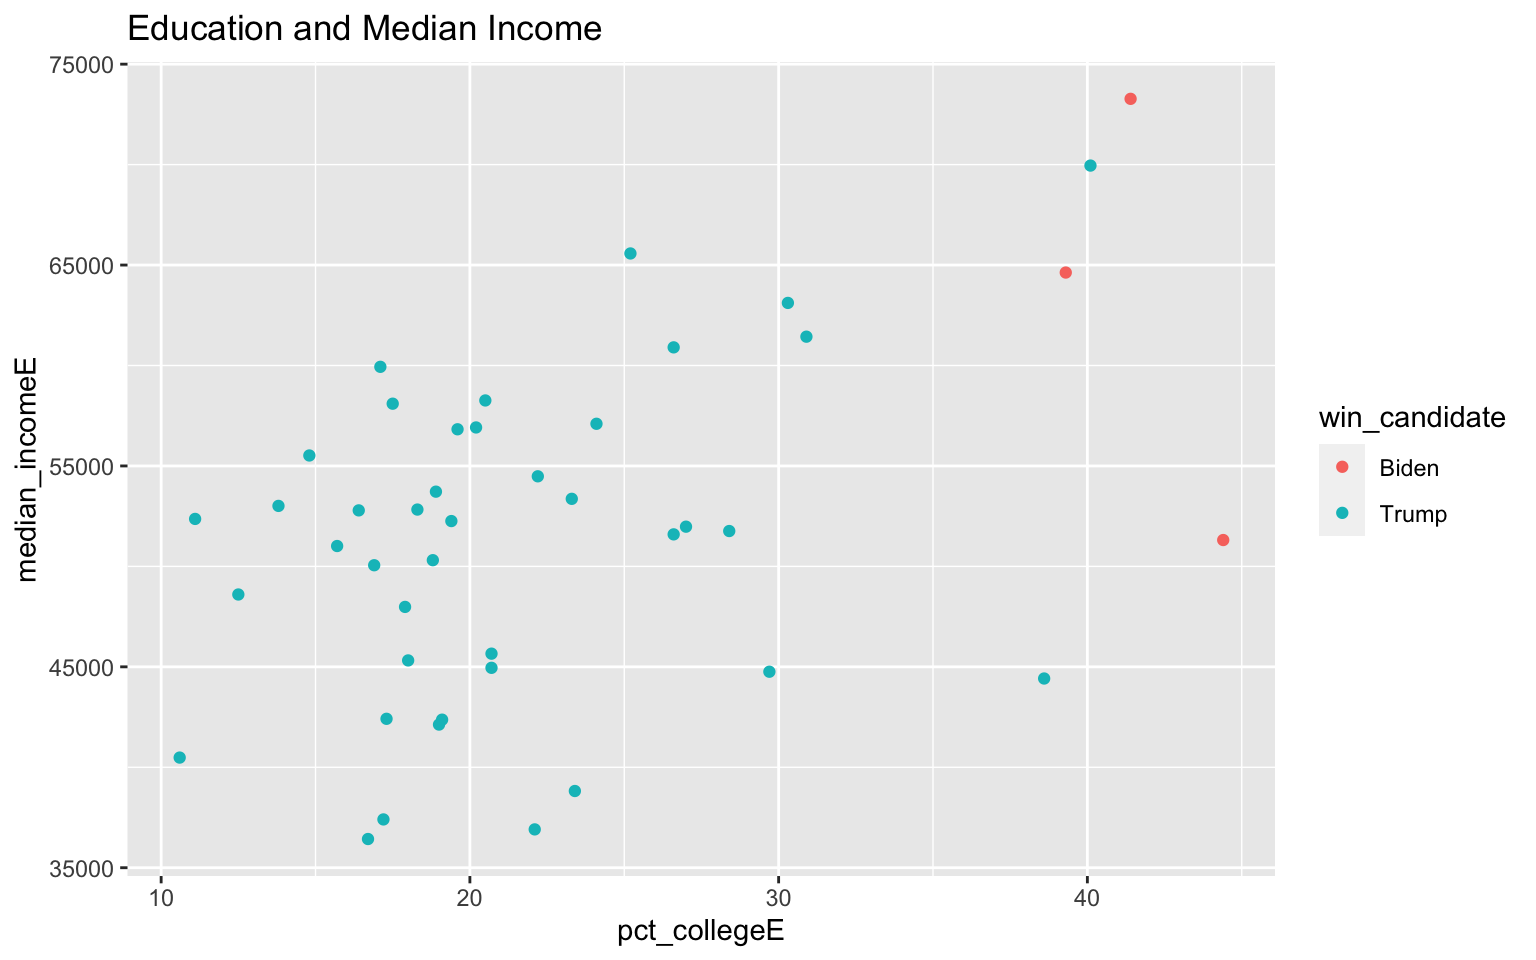 Education and Median Income
75000
65000
55000
45000
35000
median_incomeE
10
20
30
40
pct_collegeE
win_candidate
Biden
Trump